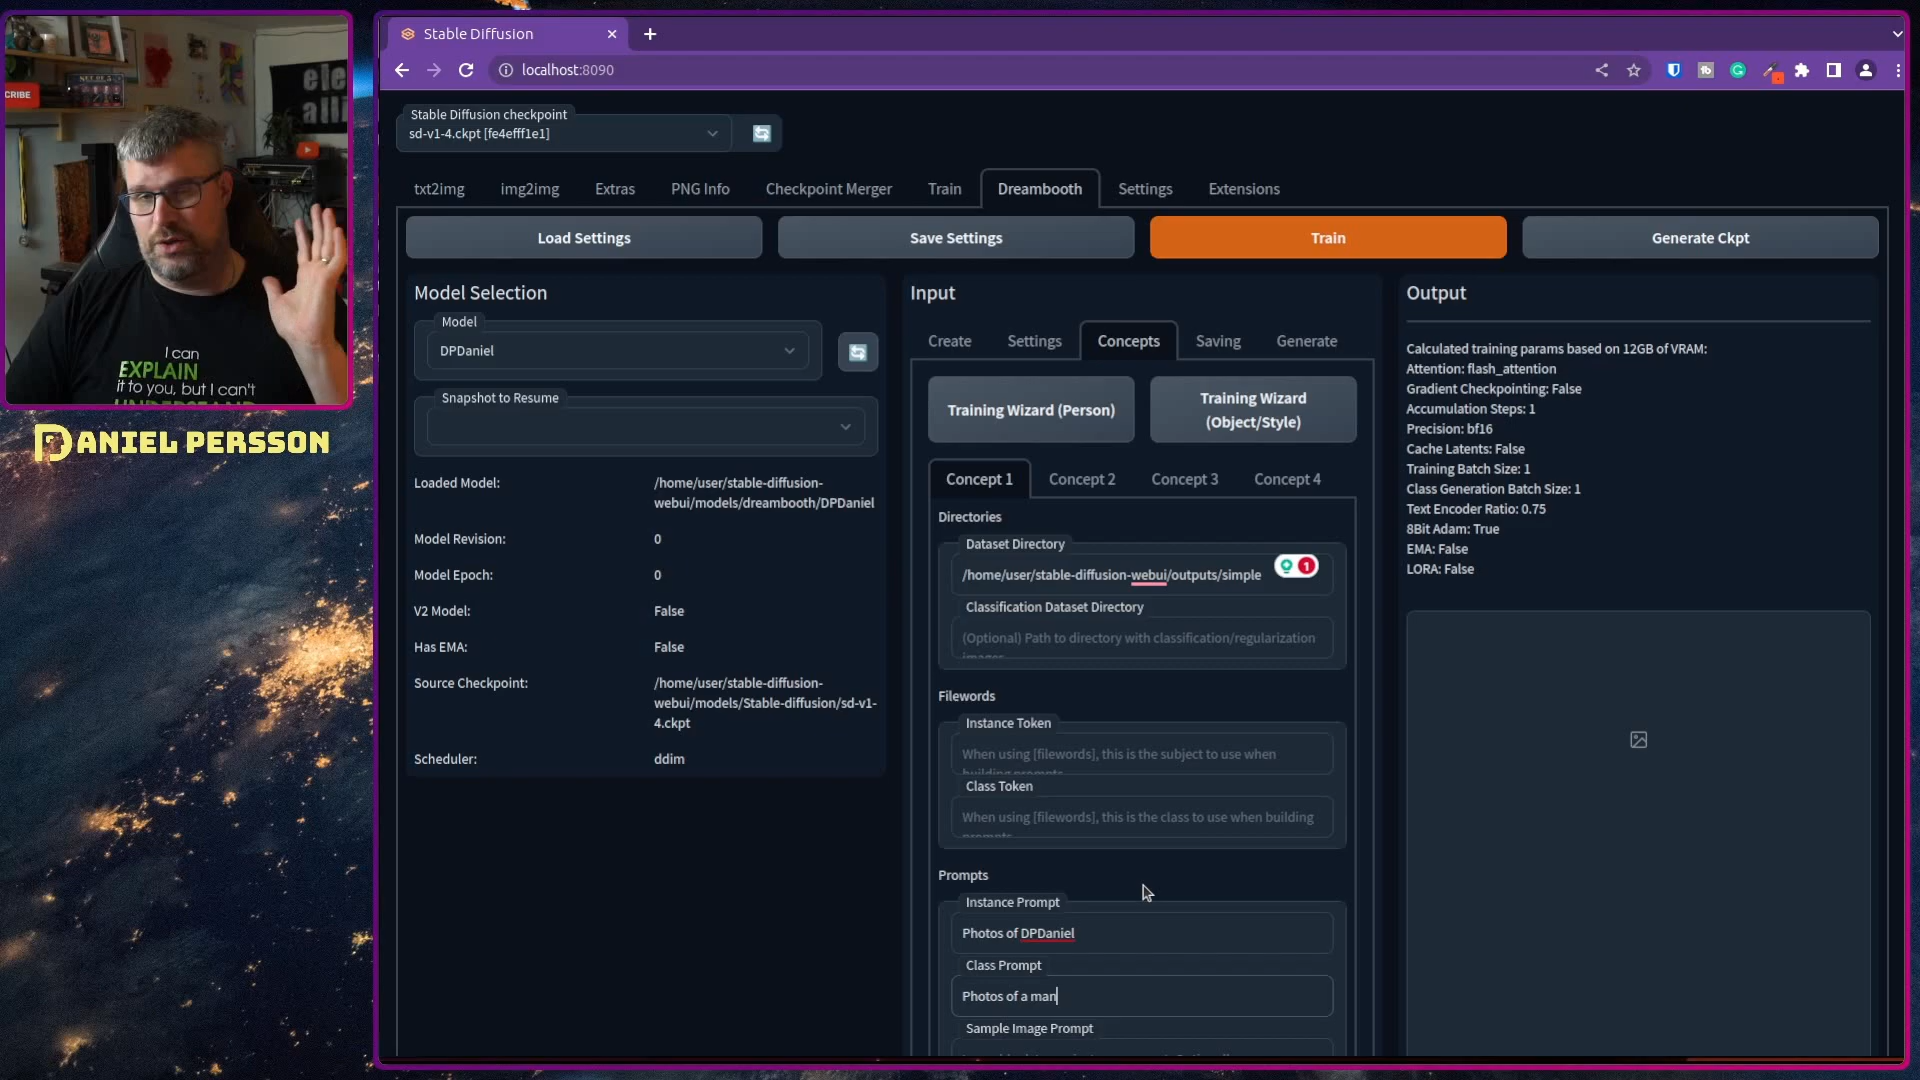 Stable Diffusion
localhost:8090
Stable Diffusion checkpoint
sd-v1-4.ckpt [fe4efff1e1]
txt2img
img2img
Extras
PNG Info
Checkpoint Merger
Train
Dreambooth
Settings
Extensions
Load Settings
Save Settings
Train
Generate Ckpt
Model Selection
Model
DPDaniel
Snapshot to Resume
Loaded Model:
/home/user/stable-diffusion-
webui/models/dreambooth/DPDaniel
Model Revision:
0
Model Epoch:
0
V2 Model:
False
Has EMA:
False
Source Checkpoint:
/home/user/stable-diffusion-
webui/models/Stable-diffusion/sd-v1-
4.ckpt
Scheduler:
ddim
Input
Create
Settings
Concepts
Saving
Generate
Training Wizard (Person)
Training Wizard
(Object/Style)
Concept 1
Concept 2
Concept 3
Concept 4
Directories
Dataset Directory
/home/user/stable-diffusion-webui/outputs/simple
1
Classification Dataset Directory
(Optional) Path to directory with classification/regularization
images
Filewords
Instance Token
When using [filewords], this is the subject to use when
building prompts
Class Token
When using [filewords], this is the class to use when building
prompts
Prompts
Instance Prompt
Photos of DPDaniel
Class Prompt
Photos of a man
Sample Image Prompt
Output
Calculated training params based on 12GB of VRAM:
Attention: flash_attention
Gradient Checkpointing: False
Accumulation Steps: 1
Precision: bf16
Cache Latents: False
Training Batch Size: 1
Class Generation Batch Size: 1
Text Encoder Ratio: 0.75
8Bit Adam: True
EMA: False
LORA: False
CRIBE
ele
alli
I can
EXPLAIN
it to you, but I can't
UNDERSTAND
DANIEL PERSSON